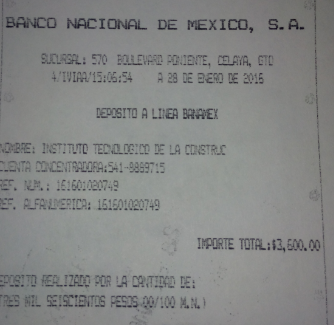 BANCO NACIONAL DE MEXICO, S.A.
SUCURSAL: 570 BOULEVARD PONIENTE, CELAYA, GTO
4/IVIAA/15:06:54 A 28 DE ENERO DE 2016
DEPOSITO A LINEA BANAMEX
NOMBRE: INSTITUTO TECNOLOGICO DE LA CONSTRUC
CUENTA CONCENTRADORA:541-8889715
REF. NUM.: 161601020749
REF. ALFANUMERICA: 161601020749
IMPORTE TOTAL:$3,600.00
DEPOSITO REALIZADO POR LA CANTIDAD DE:
TRES MIL SEISCIENTOS PESOS 00/100 M.N.)